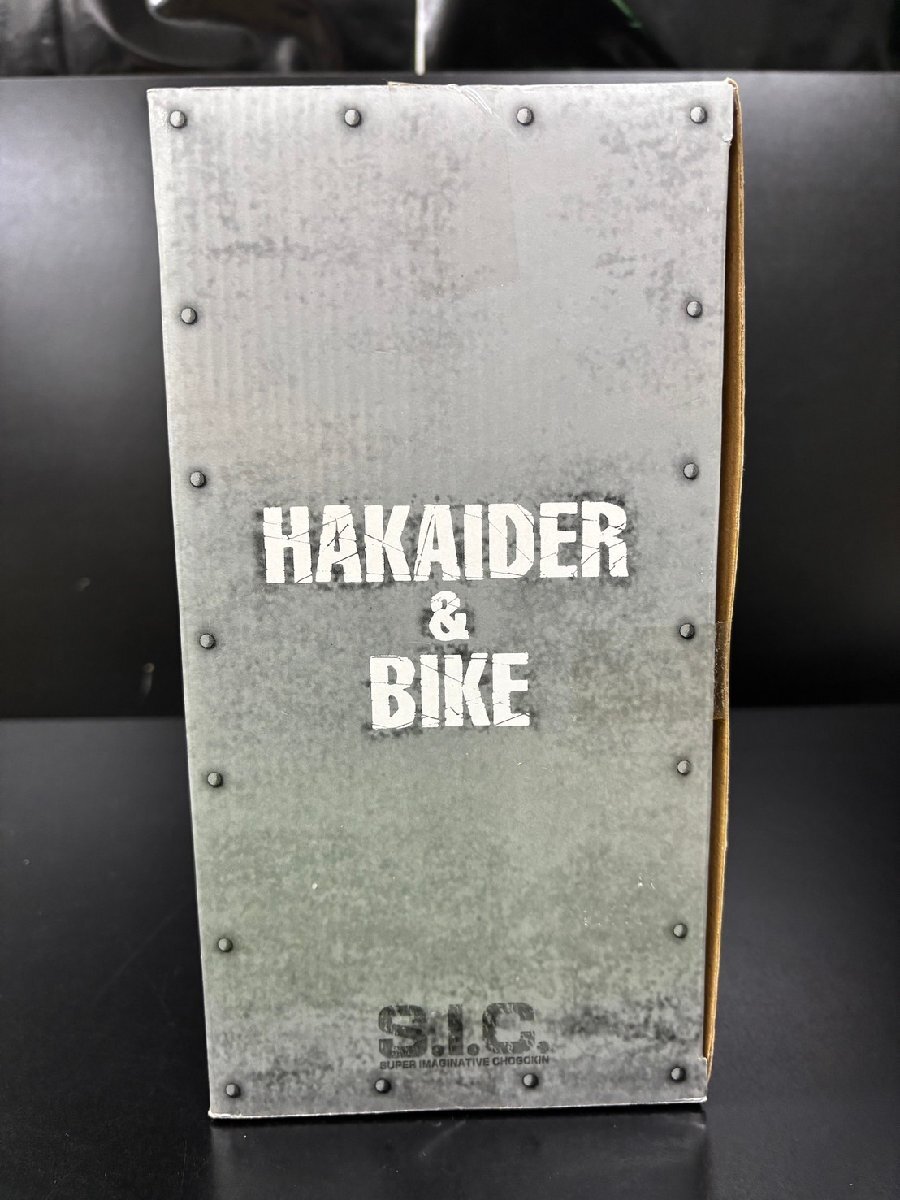 HAKAIDER
&
BIKE
S.I.C.
SUPER IMAGINATIVE CHOGOKIN